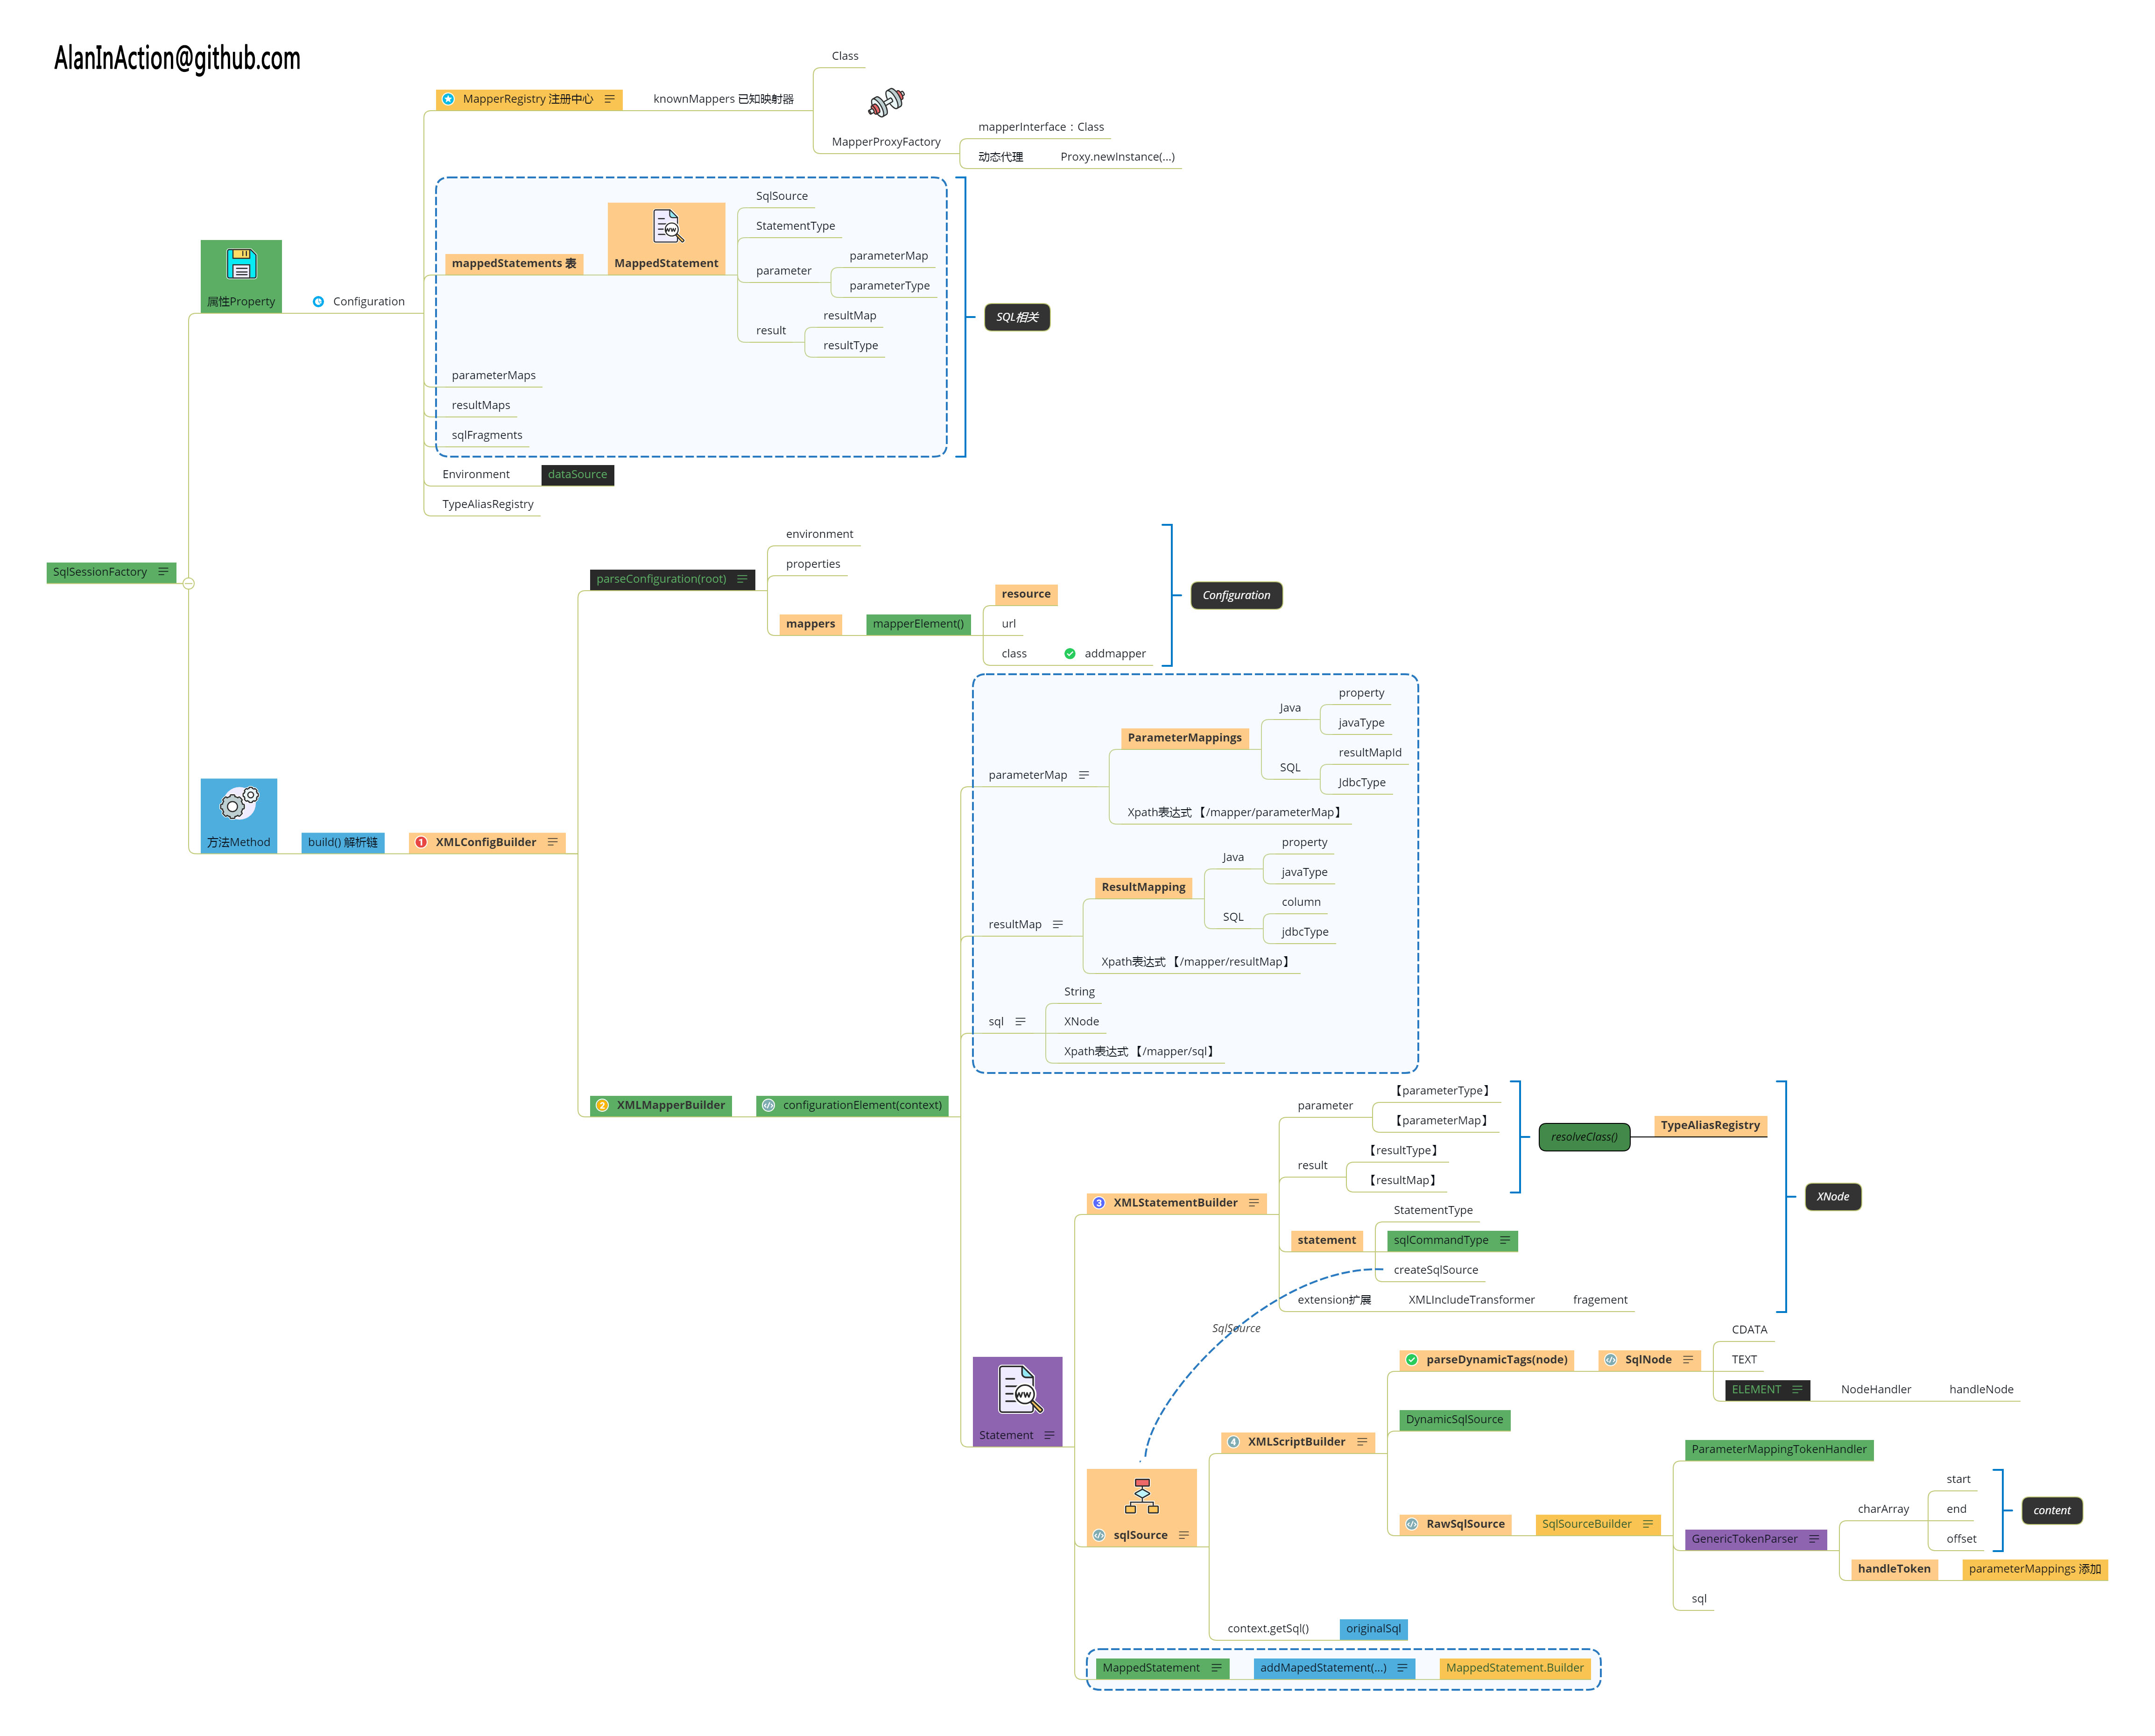 AlanInAction@github.com
SqlSessionFactory
属性Property
Configuration
MapperRegistry 注册中心
knownMappers 已知映射器
Class
MapperProxyFactory
mapperInterface：Class
动态代理
Proxy.newInstance(...)
mappedStatements 表
MappedStatement
SqlSource
StatementType
parameter
parameterMap
parameterType
result
resultMap
resultType
parameterMaps
resultMaps
sqlFragments
SQL相关
Environment
dataSource
TypeAliasRegistry
方法Method
build() 解析链
1
XMLConfigBuilder
parseConfiguration(root)
environment
properties
mappers
mapperElement()
resource
url
class
addmapper
Configuration
2
XMLMapperBuilder
configurationElement(context)
parameterMap
ParameterMappings
Java
property
javaType
SQL
resultMapId
JdbcType
Xpath表达式 【/mapper/parameterMap】
resultMap
ResultMapping
Java
property
javaType
SQL
column
jdbcType
Xpath表达式 【/mapper/resultMap】
sql
String
XNode
Xpath表达式 【/mapper/sql】
Statement
WW
3
XMLStatementBuilder
parameter
【parameterType】
【parameterMap】
result
【resultType】
【resultMap】
resolveClass()
TypeAliasRegistry
statement
StatementType
sqlCommandType
createSqlSource
extension扩展
XMLIncludeTransformer
fragement
XNode
SqlSource
sqlSource
4
XMLScriptBuilder
parseDynamicTags(node)
SqlNode
CDATA
TEXT
ELEMENT
NodeHandler
handleNode
DynamicSqlSource
RawSqlSource
SqlSourceBuilder
ParameterMappingTokenHandler
GenericTokenParser
charArray
start
end
offset
content
handleToken
parameterMappings 添加
sql
context.getSql()
originalSql
MappedStatement
addMapedStatement(...)
MappedStatement.Builder